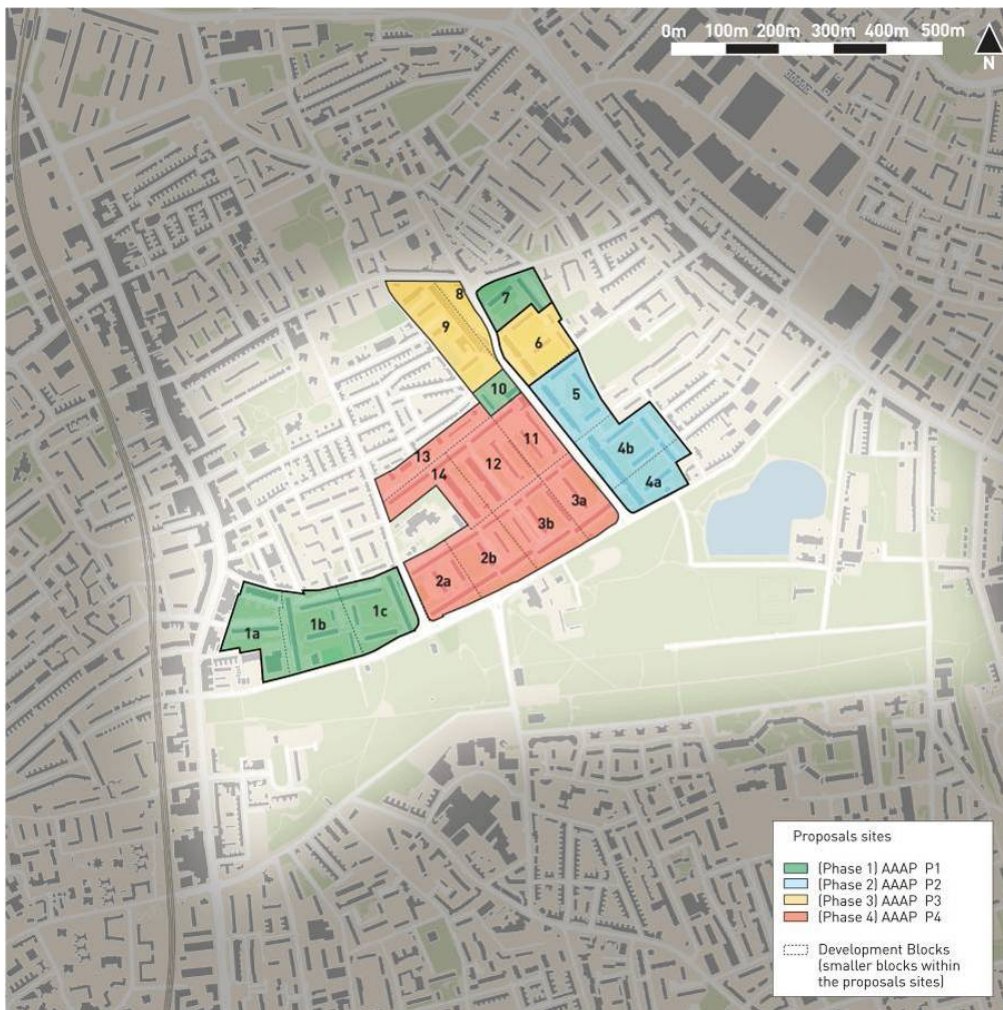 0m 100m 200m 300m 400m 500m
N
8
7
9
6
10
5
11
4b
13
12
14
4a
3a
3b
2b
2a
1c
1b
1a
Proposals sites
(Phase 1) AAAP P1
(Phase 2) AAAP P2
(Phase 3) AAAP P3
(Phase 4) AAAP P4
Development Blocks
(smaller blocks within
the proposals sites)